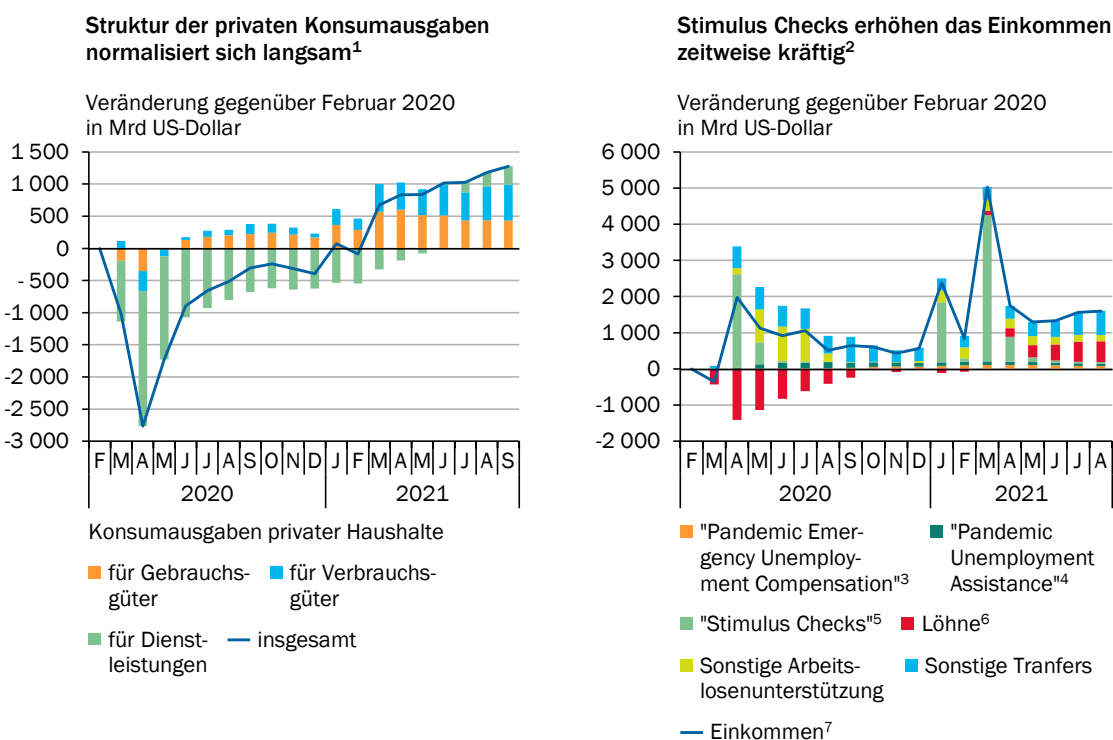 Struktur der privaten Konsumausgaben
normalisiert sich langsam¹
Veränderung gegenüber Februar 2020
in Mrd US-Dollar
1 500
1 000
500
0
- 500
-1 000
-1 500
-2 000
-2 500
-3 000
F M A M J J A S O N D J F M A M J J A S
2020 2021
Konsumausgaben privater Haushalte
für Gebrauchs-
güter
für Verbrauchs-
güter
für Dienst-
leistungen
insgesamt
Stimulus Checks erhöhen das Einkommen
zeitweise kräftig²
Veränderung gegenüber Februar 2020
in Mrd US-Dollar
6 000
5 000
4 000
3 000
2 000
1 000
0
-1 000
-2 000
F M A M J J A S O N D J F M A M J J A
2020 2021
"Pandemic Emer-
gency Unemploy-
ment Compensation"³
"Pandemic
Unemployment
Assistance"⁴
"Stimulus Checks"⁵
Löhne⁶
Sonstige Arbeits-
losenunterstützung
Sonstige Tranfers
Einkommen⁷